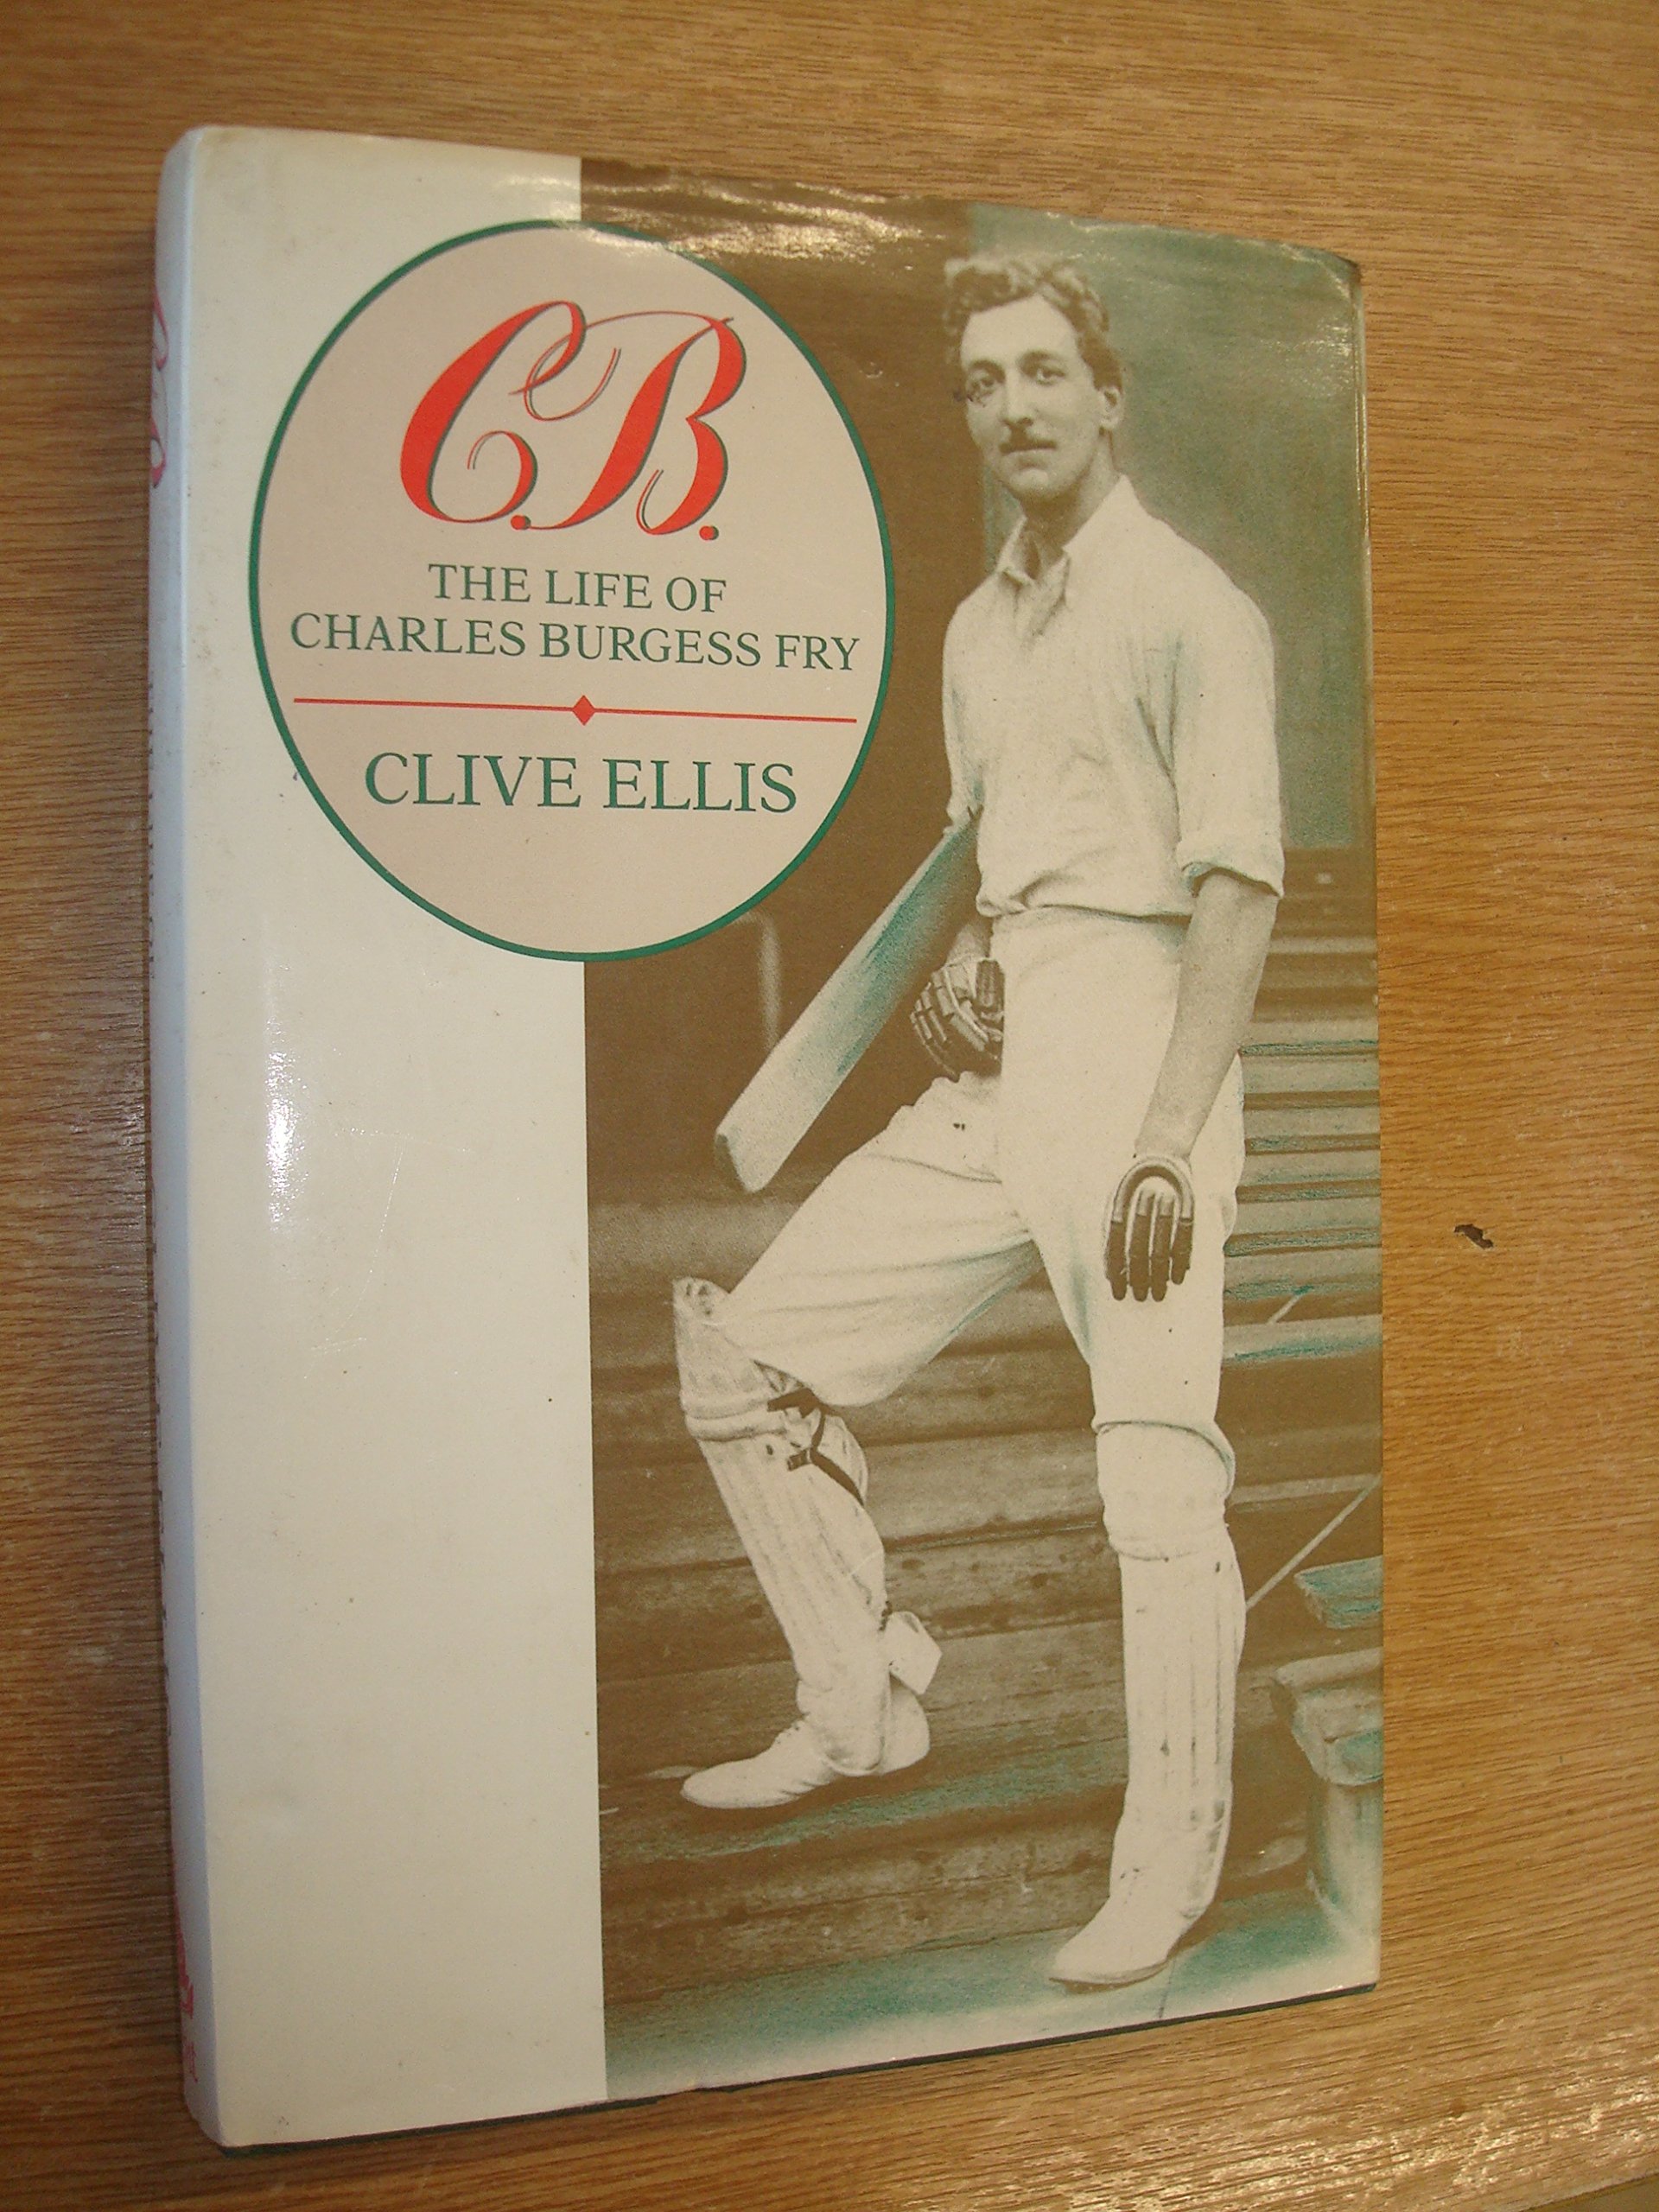 C.B.
THE LIFE OF
CHARLES BURGESS FRY
CLIVE ELLIS